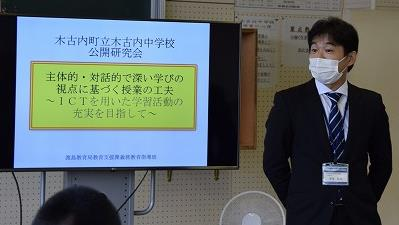 木古内町立木古内中学校
公開研究会
主体的・対話的で深い学びの
視点に基づく授業の工夫
～ＩＣＴを用いた学習活動の
充実を目指して～
渡島教育局教育支援課義務教育指導班